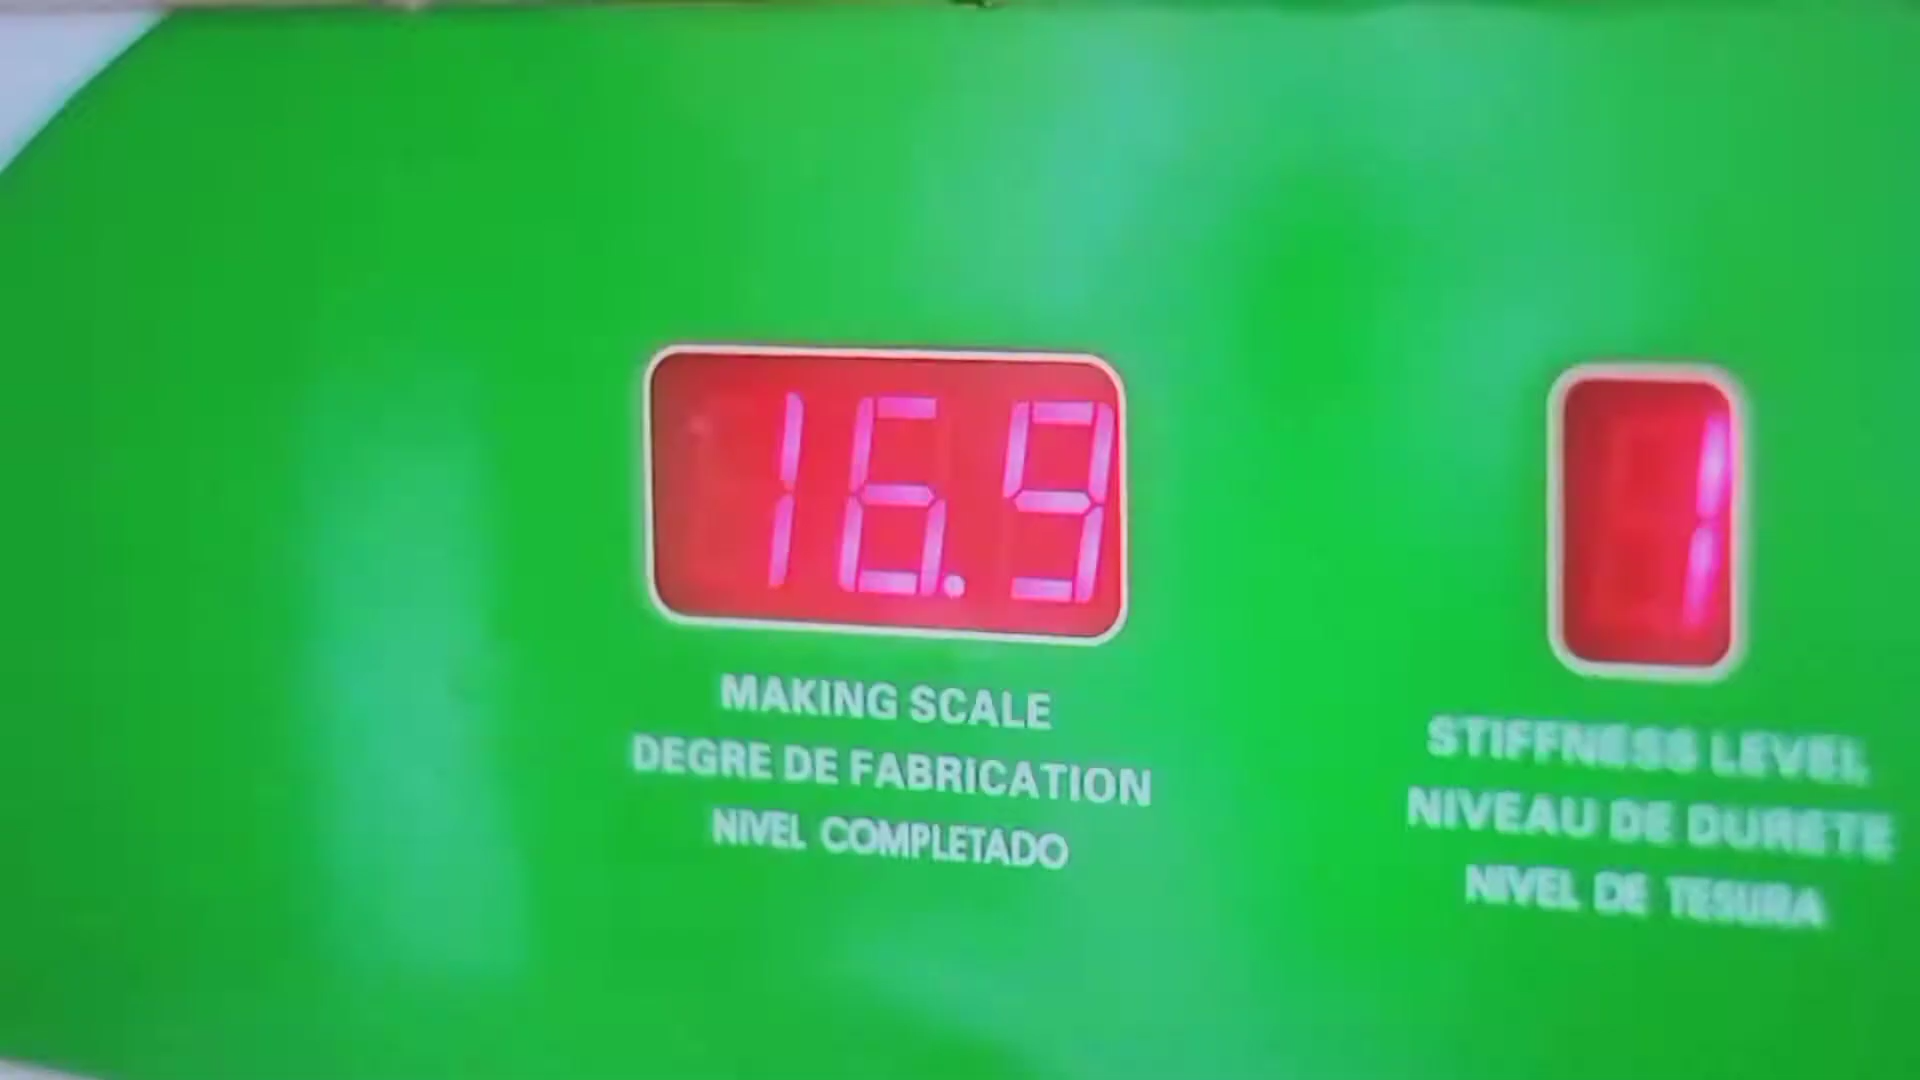 16.9
MAKING SCALE
DEGRE DE FABRICATION
NIVEL COMPLETADO
1
STIFFNESS LEVEL
NIVEAU DE DURETE
NIVEL DE TESURA